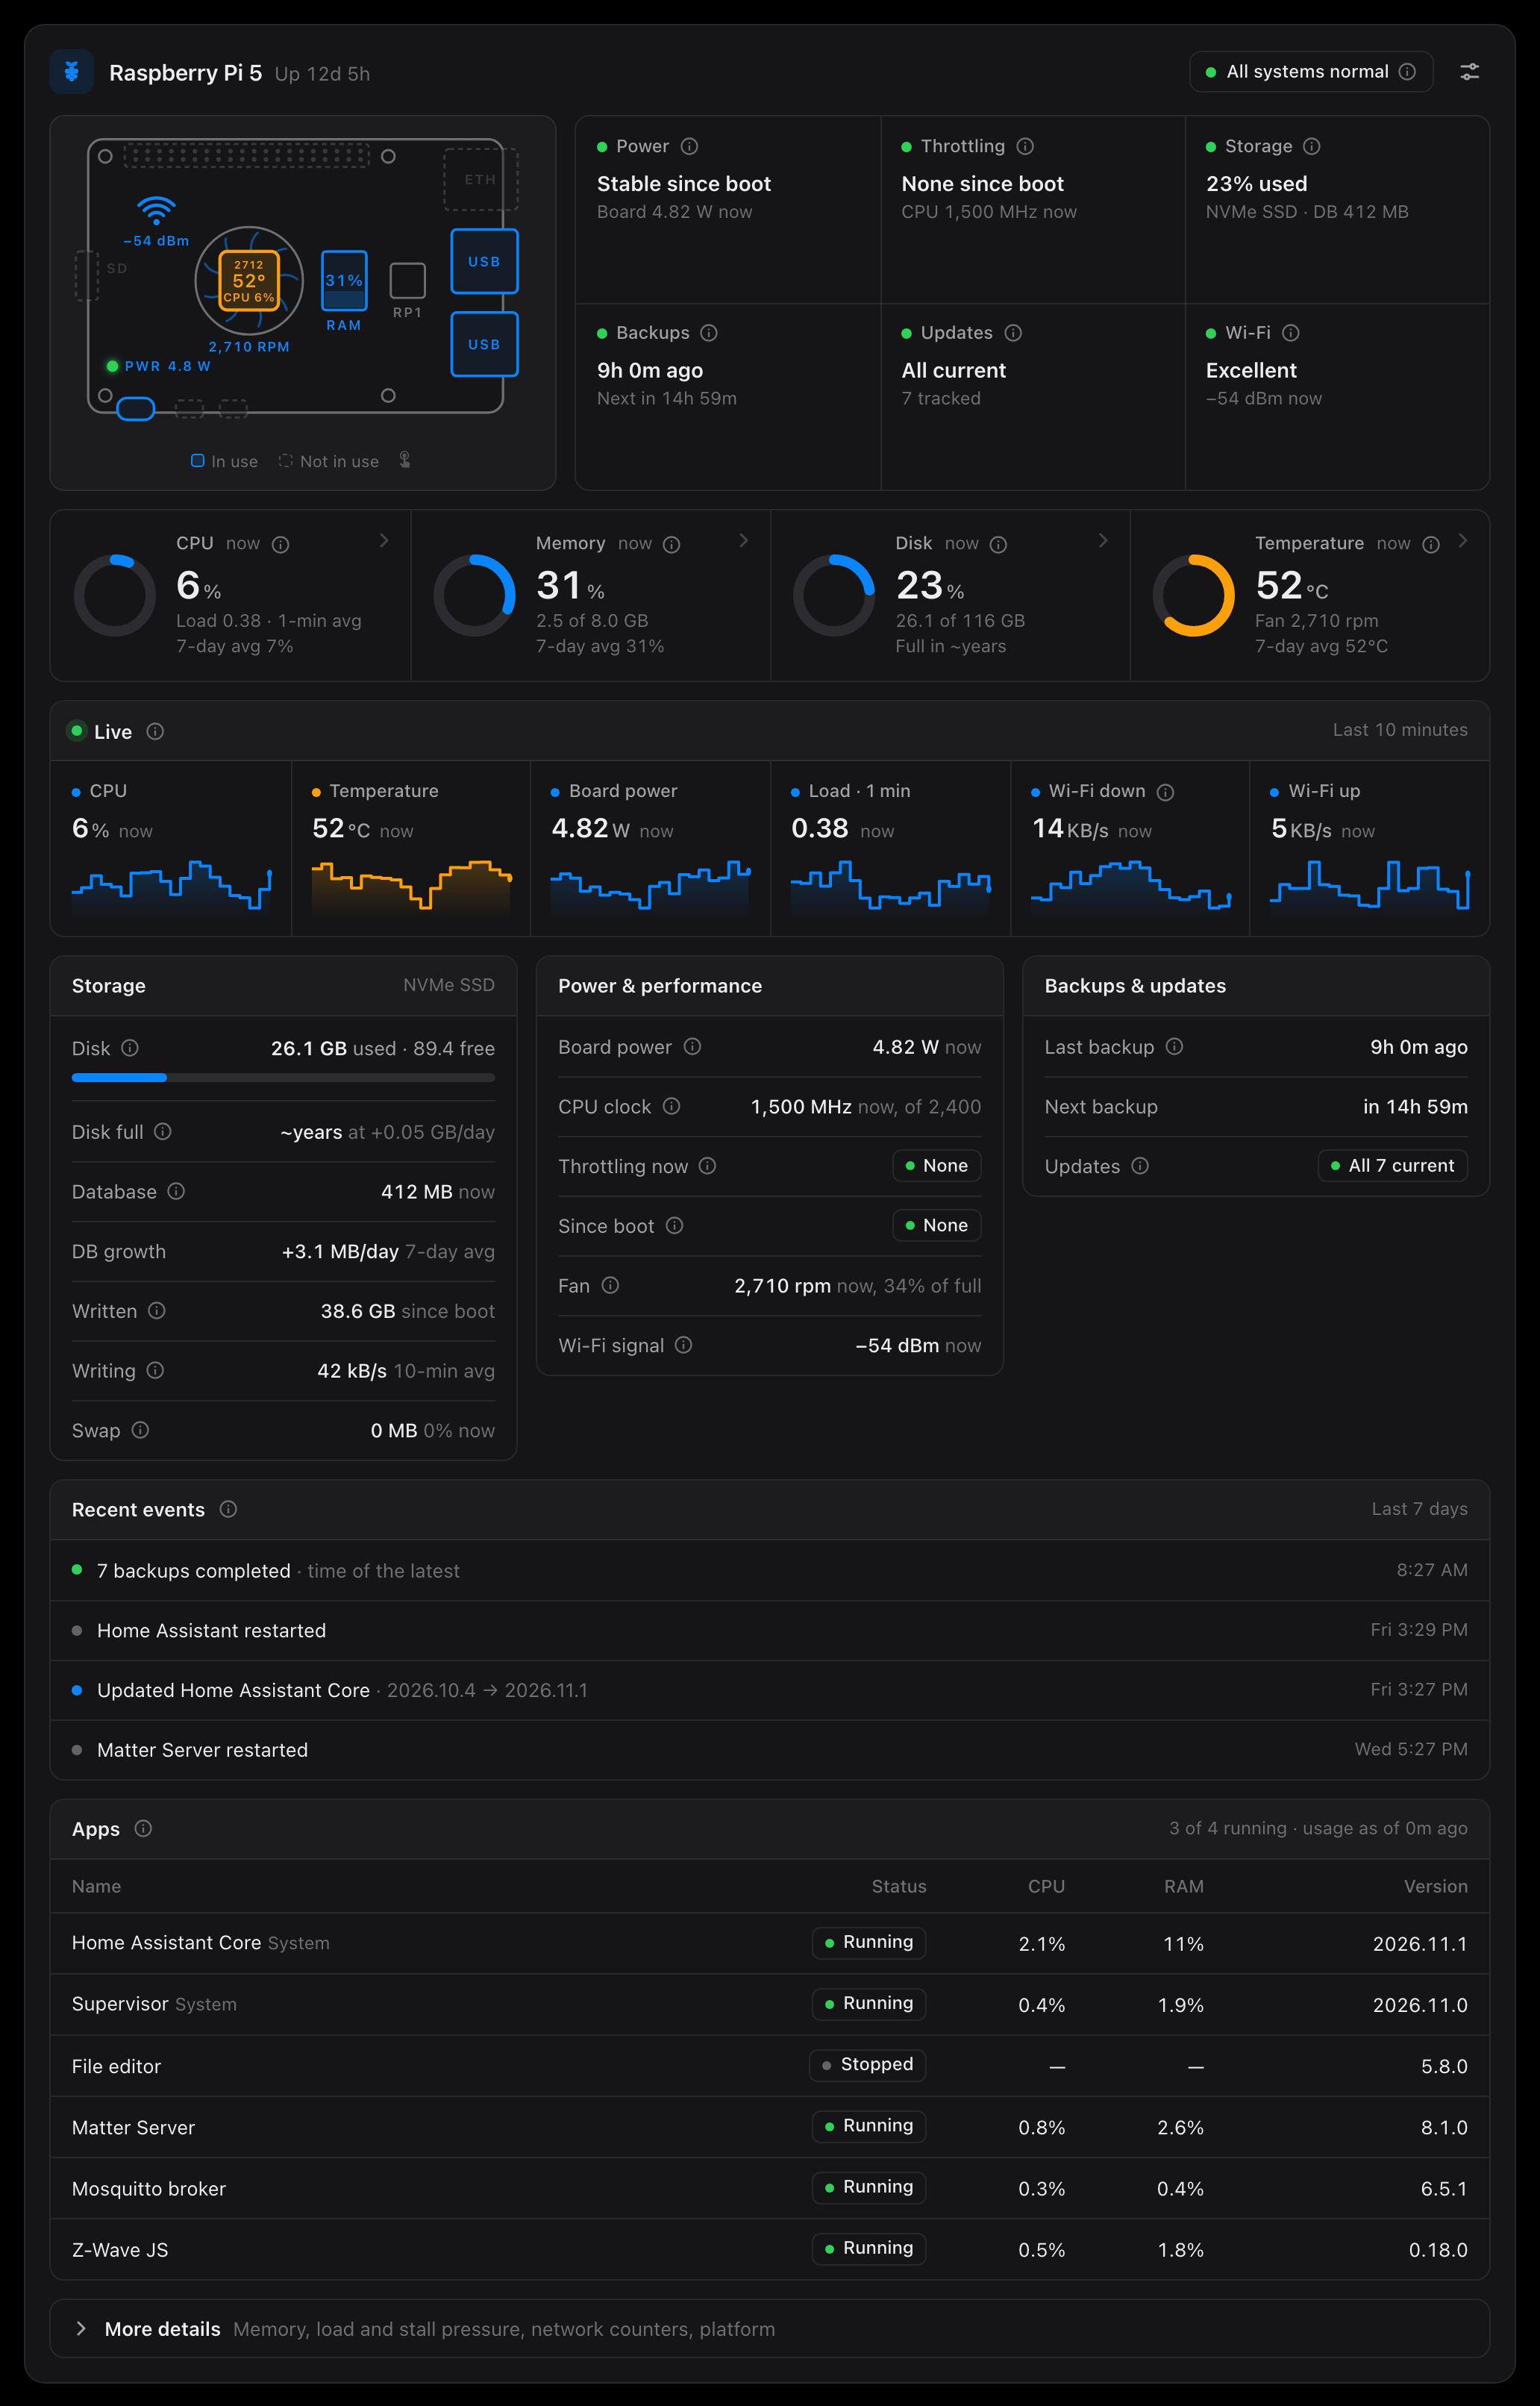 Raspberry Pi 5 Up 12d 5h
All systems normal
ETH
−54 dBm
SD
2712
52°
CPU 6%
31%
RAM
RP1
USB
USB
2,710 RPM
PWR 4.8 W
In use Not in use
Power
Stable since boot
Board 4.82 W now
Throttling
None since boot
CPU 1,500 MHz now
Storage
23% used
NVMe SSD · DB 412 MB
Backups
9h 0m ago
Next in 14h 59m
Updates
All current
7 tracked
Wi-Fi
Excellent
−54 dBm now
CPU now
6%
Load 0.38 · 1-min avg
7-day avg 7%
Memory now
31%
2.5 of 8.0 GB
7-day avg 31%
Disk now
23%
26.1 of 116 GB
Full in ~years
Temperature now
52°C
Fan 2,710 rpm
7-day avg 52°C
Live Last 10 minutes
CPU
6% now
Temperature
52°C now
Board power
4.82W now
Load · 1 min
0.38 now
Wi-Fi down
14KB/s now
Wi-Fi up
5KB/s now
Storage NVMe SSD
Disk 26.1 GB used · 89.4 free
Disk full ~years at +0.05 GB/day
Database 412 MB now
DB growth +3.1 MB/day 7-day avg
Written 38.6 GB since boot
Writing 42 kB/s 10-min avg
Swap 0 MB 0% now
Power & performance
Board power 4.82 W now
CPU clock 1,500 MHz now, of 2,400
Throttling now None
Since boot None
Fan 2,710 rpm now, 34% of full
Wi-Fi signal −54 dBm now
Backups & updates
Last backup 9h 0m ago
Next backup in 14h 59m
Updates All 7 current
Recent events Last 7 days
7 backups completed · time of the latest 8:27 AM
Home Assistant restarted Fri 3:29 PM
Updated Home Assistant Core · 2026.10.4 → 2026.11.1 Fri 3:27 PM
Matter Server restarted Wed 5:27 PM
Apps 3 of 4 running · usage as of 0m ago
Name Status CPU RAM Version
Home Assistant Core System Running 2.1% 11% 2026.11.1
Supervisor System Running 0.4% 1.9% 2026.11.0
File editor Stopped — — 5.8.0
Matter Server Running 0.8% 2.6% 8.1.0
Mosquitto broker Running 0.3% 0.4% 6.5.1
Z-Wave JS Running 0.5% 1.8% 0.18.0
More details Memory, load and stall pressure, network counters, platform